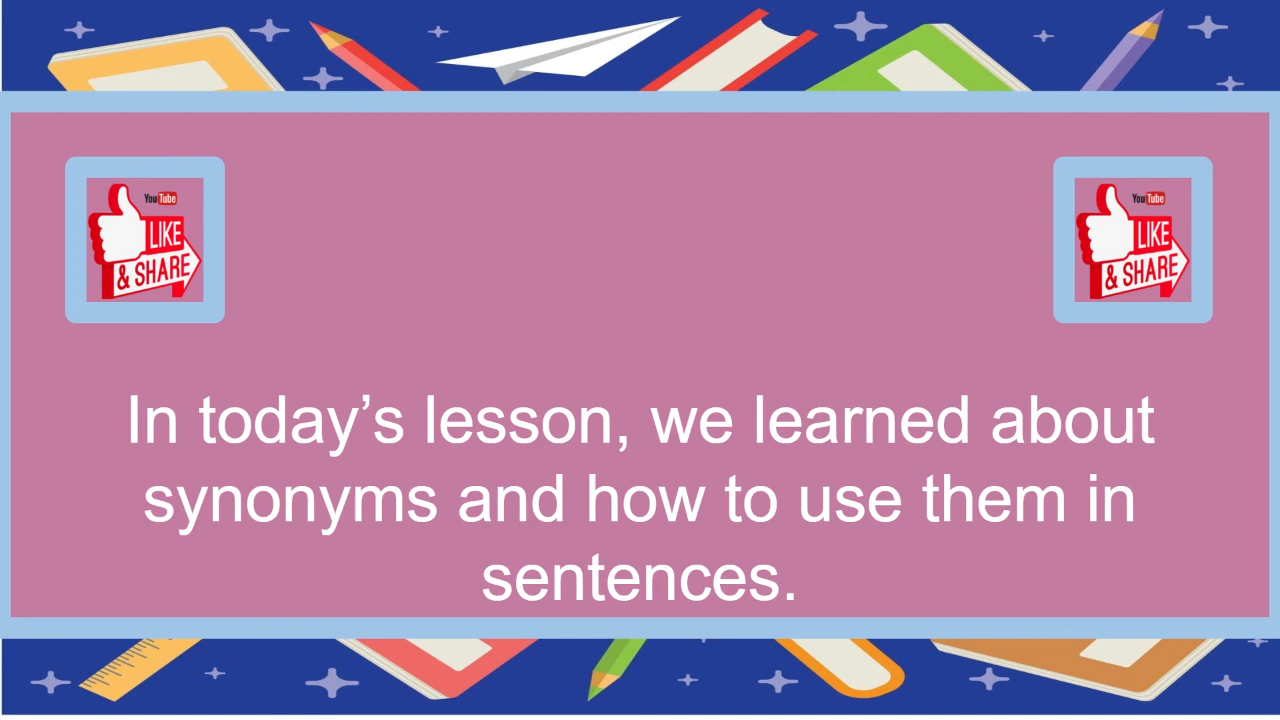 YouTube
LIKE
& SHARE
YouTube
LIKE
& SHARE
In today’s lesson, we learned about
synonyms and how to use them in
sentences.